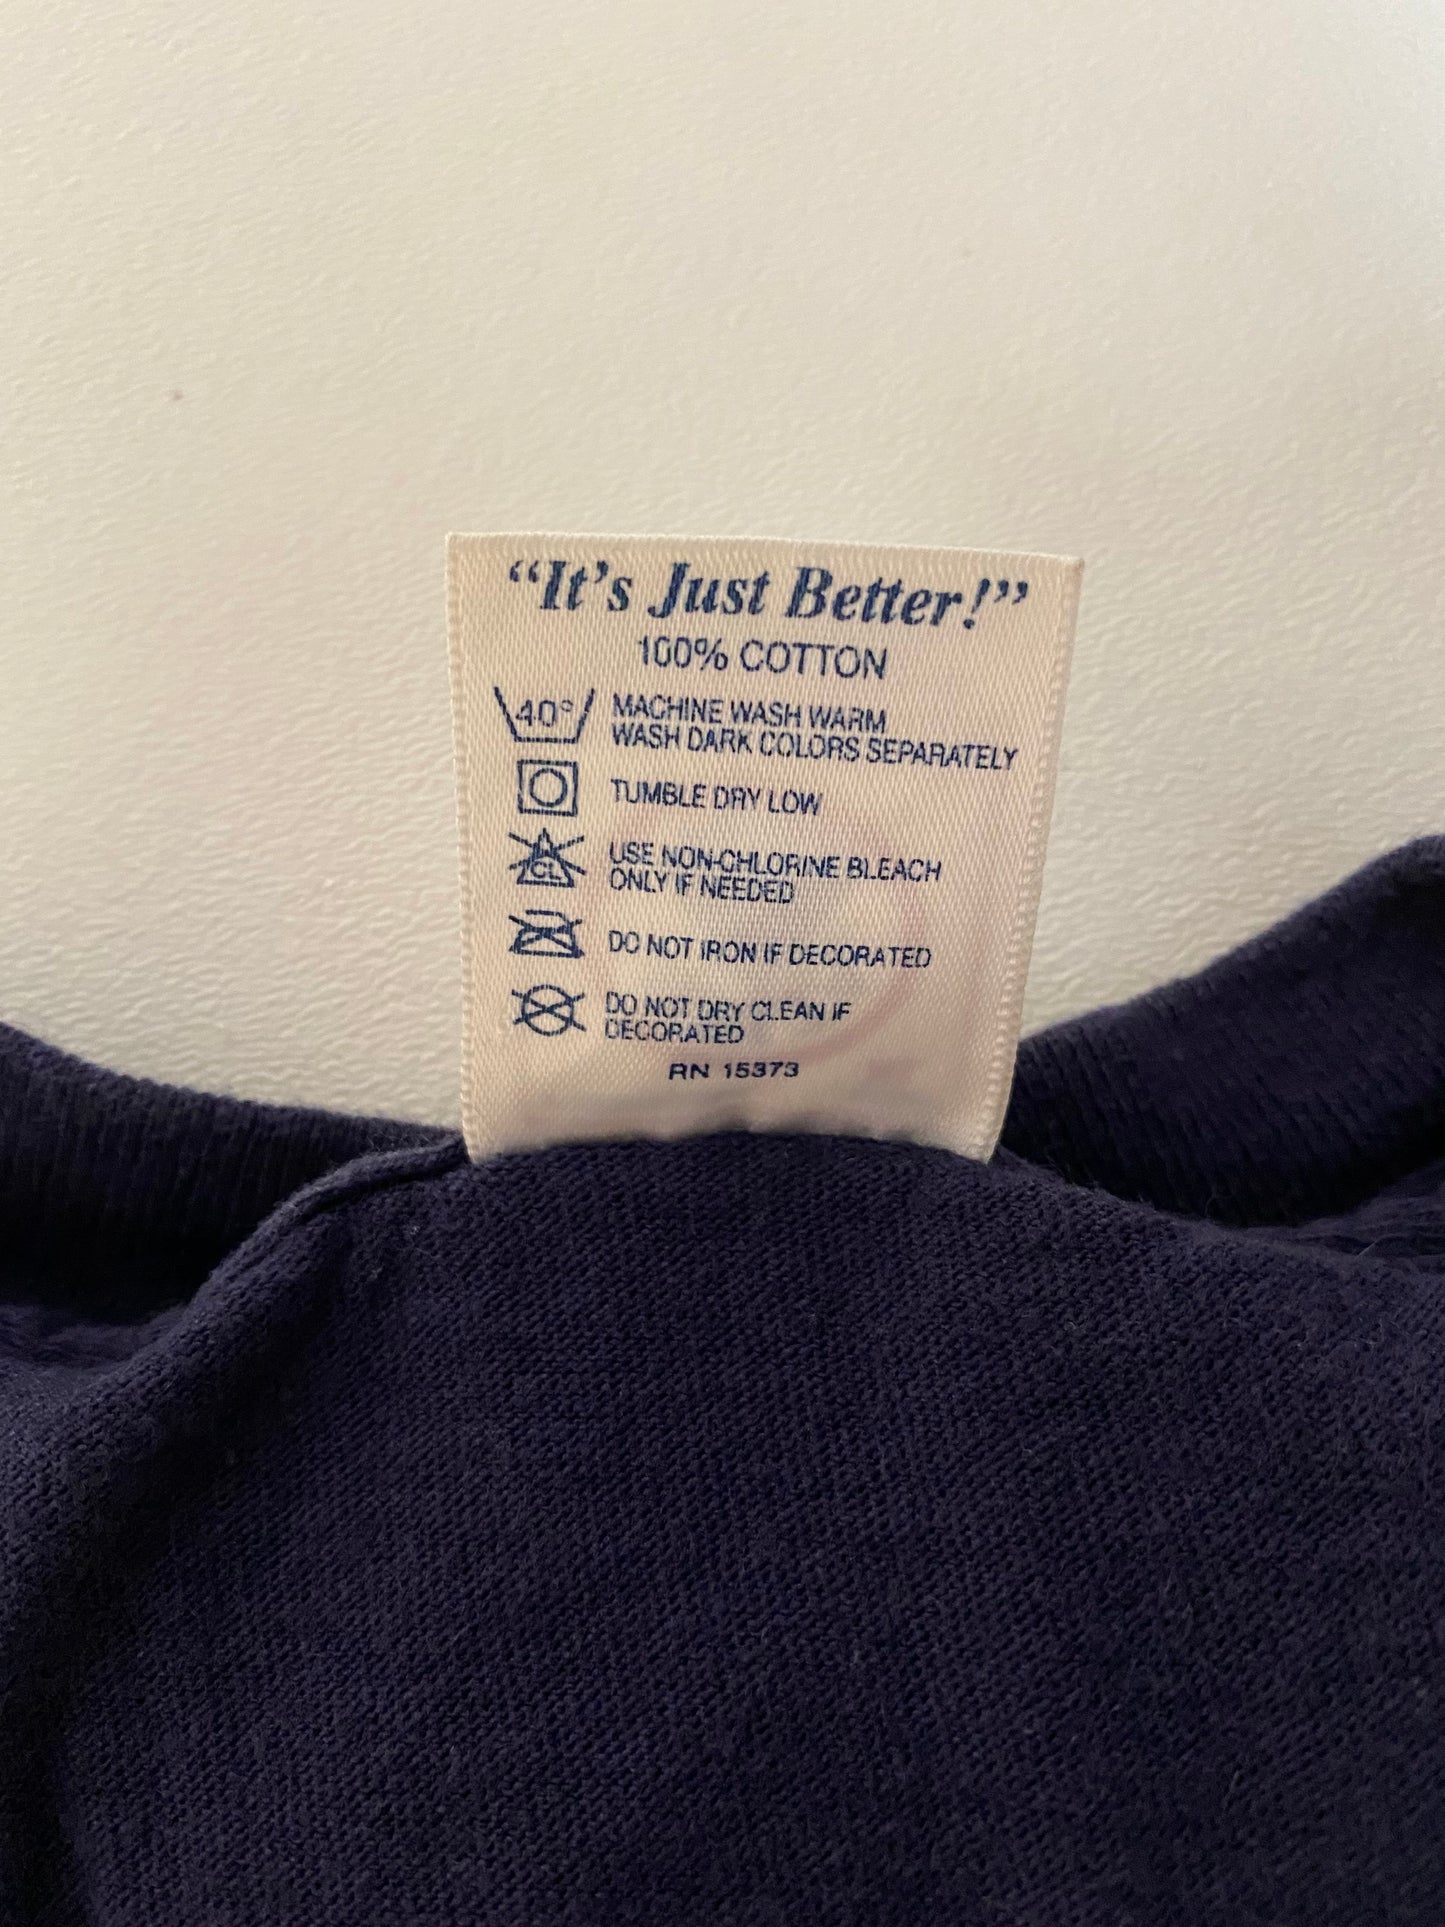 “It’s Just Better!”
100% COTTON
40°
MACHINE WASH WARM
WASH DARK COLORS SEPARATELY
TUMBLE DRY LOW
CL
USE NON-CHLORINE BLEACH
ONLY IF NEEDED
DO NOT IRON IF DECORATED
DO NOT DRY CLEAN IF
DECORATED
RN 15373